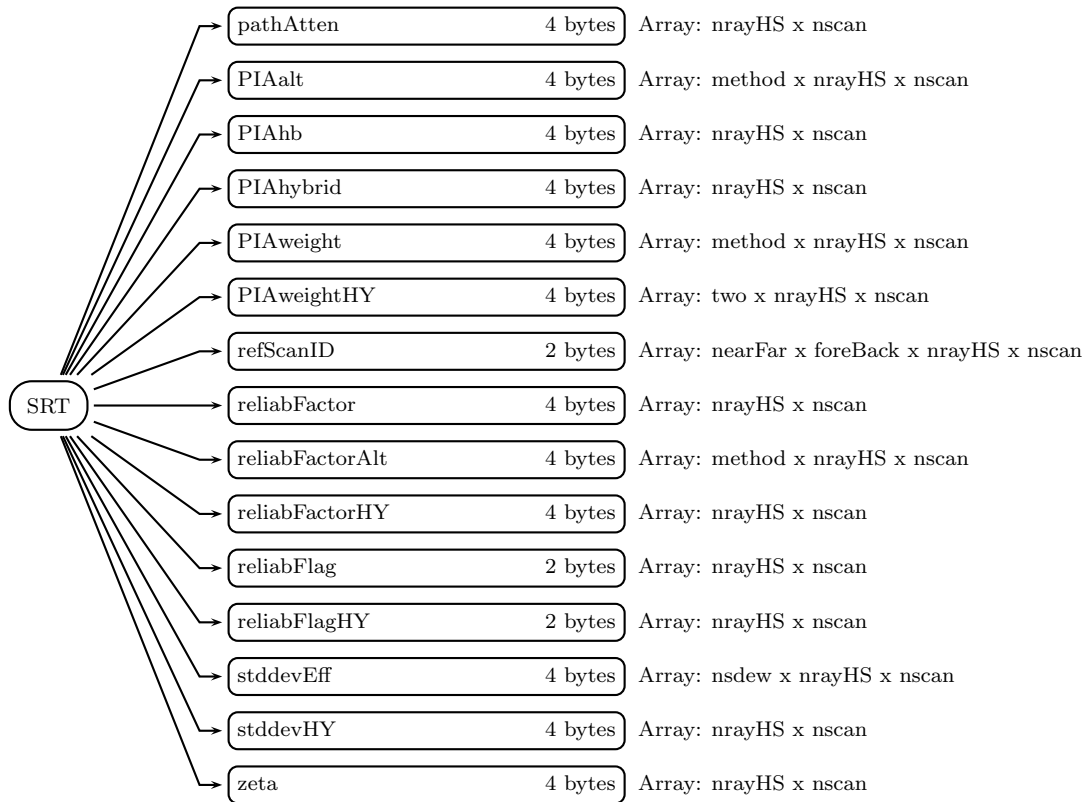 pathAtten 4 bytes Array: nrayHS x nscan
PIAalt 4 bytes Array: method x nrayHS x nscan
PIAhb 4 bytes Array: nrayHS x nscan
PIAhybrid 4 bytes Array: nrayHS x nscan
PIAweight 4 bytes Array: method x nrayHS x nscan
PIAweightHY 4 bytes Array: two x nrayHS x nscan
refScanID 2 bytes Array: nearFar x foreBack x nrayHS x nscan
SRT reliabFactor 4 bytes Array: nrayHS x nscan
reliabFactorAlt 4 bytes Array: method x nrayHS x nscan
reliabFactorHY 4 bytes Array: nrayHS x nscan
reliabFlag 2 bytes Array: nrayHS x nscan
reliabFlagHY 2 bytes Array: nrayHS x nscan
stddevEff 4 bytes Array: nsdew x nrayHS x nscan
stddevHY 4 bytes Array: nrayHS x nscan
zeta 4 bytes Array: nrayHS x nscan